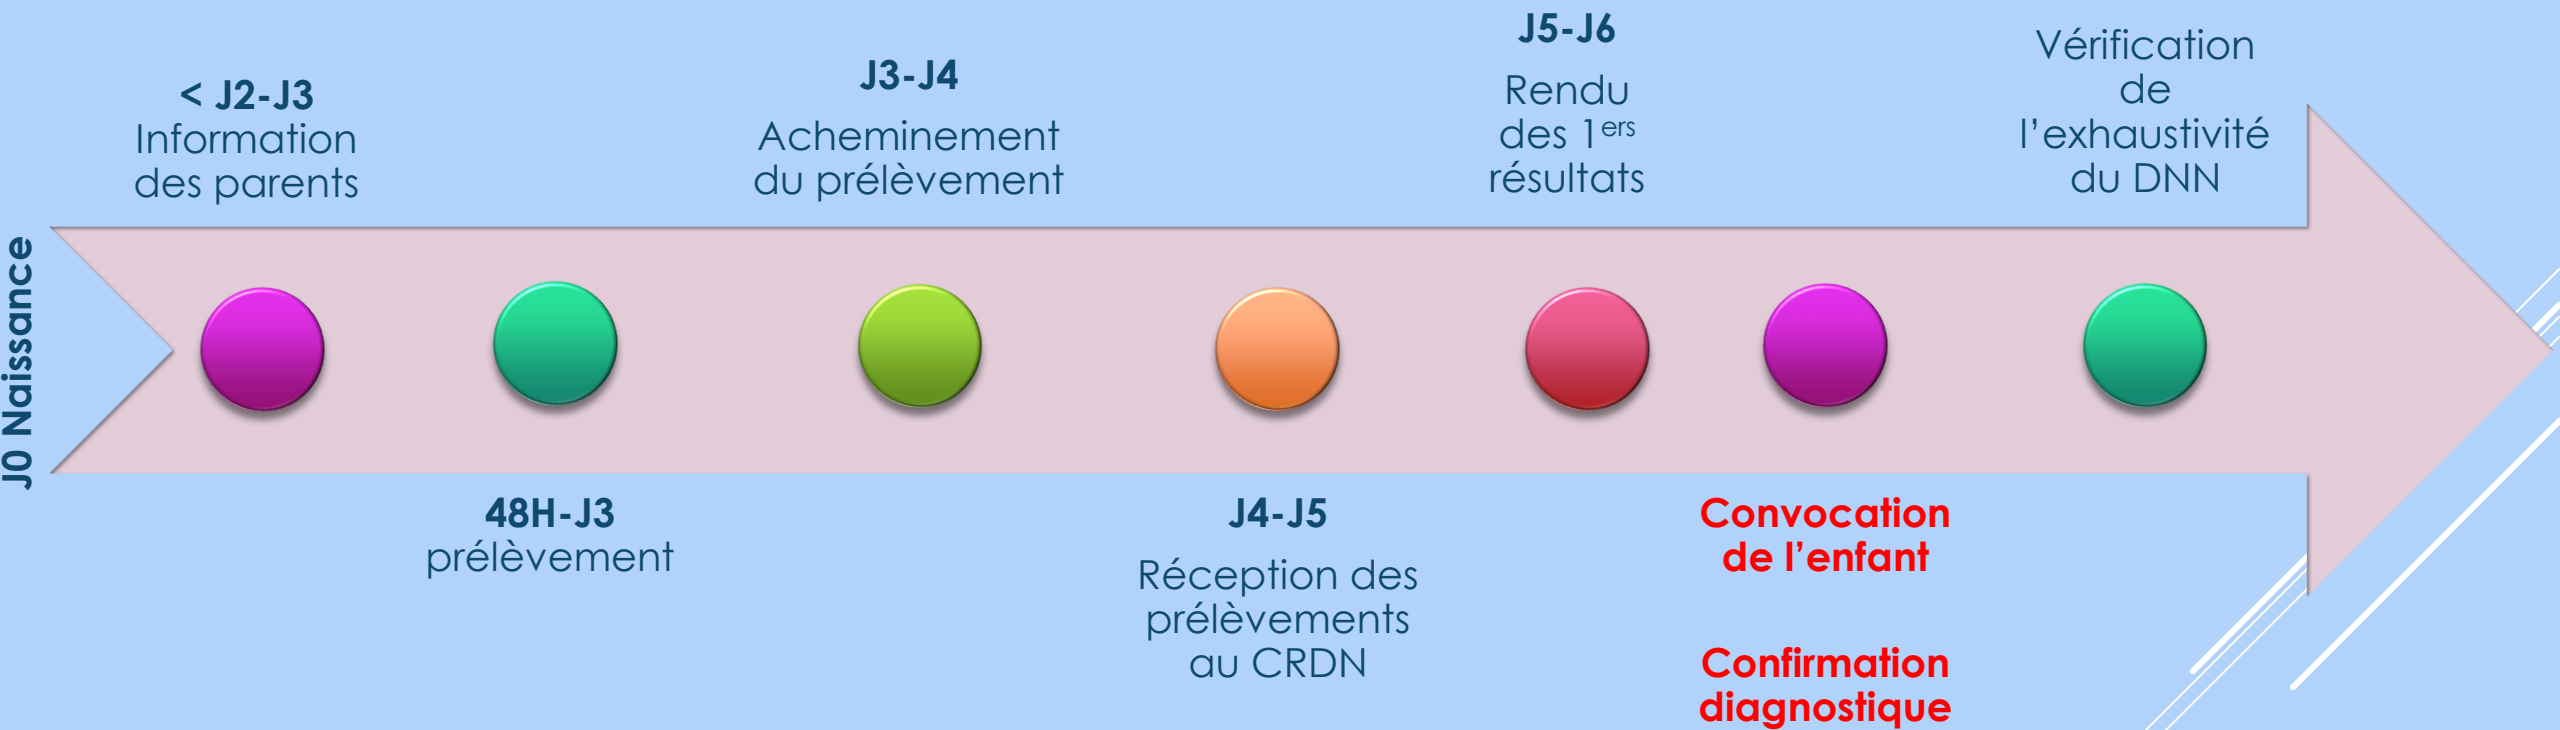 J0 Naissance
< J2-J3
Information
des parents
48H-J3
prélèvement
J3-J4
Acheminement
du prélèvement
J4-J5
Réception des
prélèvements
au CRDN
J5-J6
Rendu
des 1ers
résultats
Convocation
de l’enfant
Confirmation
diagnostique
Vérification
de
l’exhaustivité
du DNN